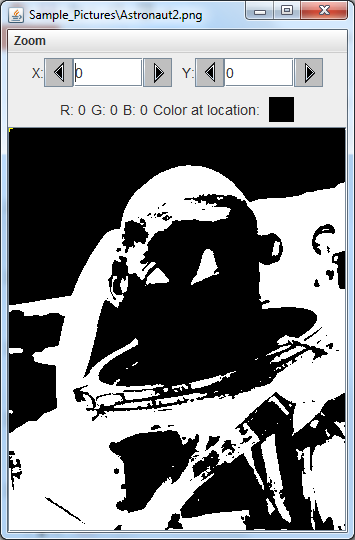 Sample_Pictures\Astronaut2.png
Zoom
X: 0 Y: 0
R: 0 G: 0 B: 0 Color at location: